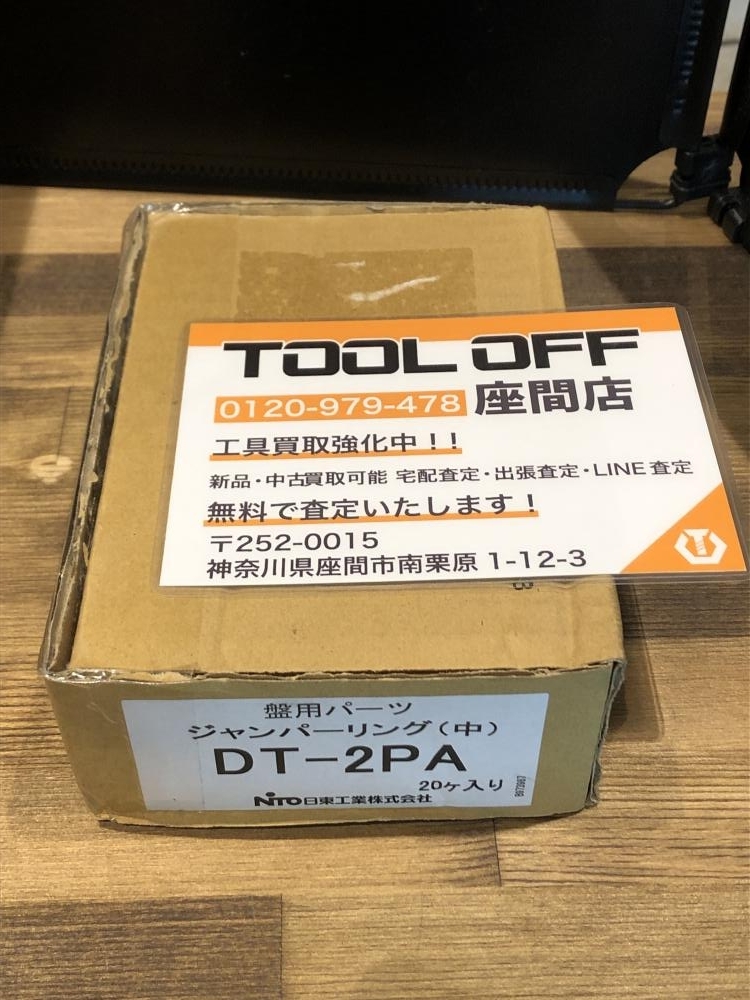 TOOL OFF
0120-979-478 座間店
工具買取強化中！！
新品・中古買取可能 宅配査定・出張査定・LINE査定
無料で査定いたします！
〒252-0015
神奈川県座間市南栗原 1-12-3
盤用パーツ
ジャンパーリング（中）
DT-2PA
20ケ入り
NITO日東工業株式会社